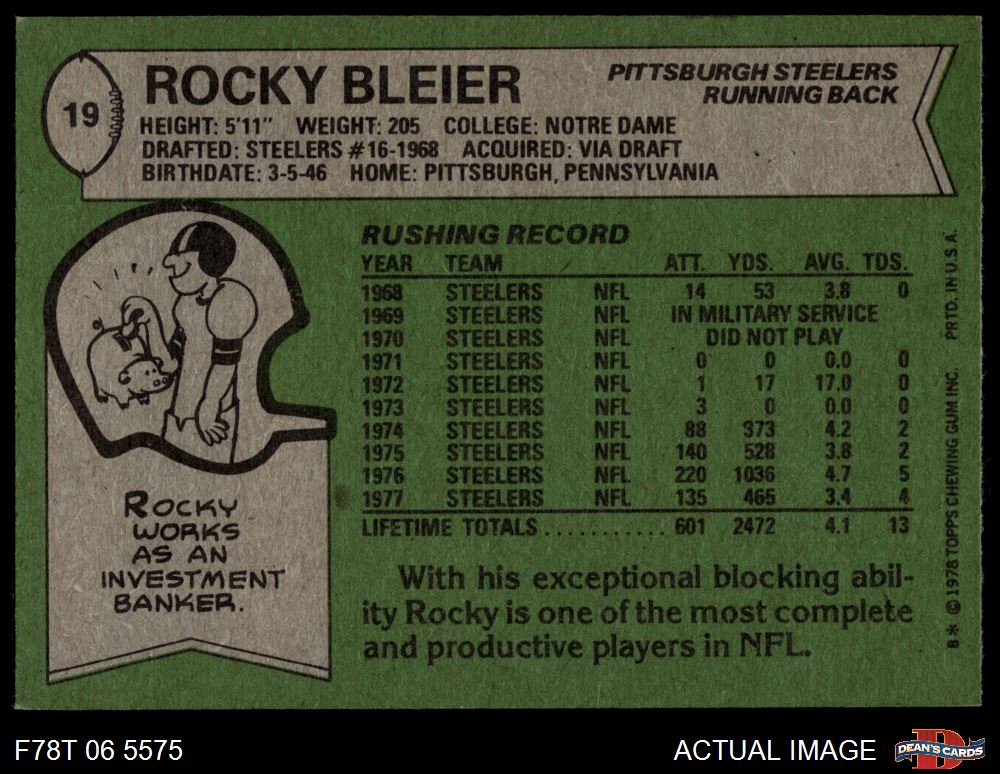 19
ROCKY BLEIER
PITTSBURGH STEELERS
RUNNING BACK
HEIGHT: 5'11" WEIGHT: 205 COLLEGE: NOTRE DAME
DRAFTED: STEELERS #16-1968 ACQUIRED: VIA DRAFT
BIRTHDATE: 3-5-46 HOME: PITTSBURGH, PENNSYLVANIA
RUSHING RECORD
YEAR TEAM ATT. YDS. AVG. TDS.
1968 STEELERS NFL 14 53 3.8 0
1969 STEELERS NFL IN MILITARY SERVICE
1970 STEELERS NFL DID NOT PLAY
1971 STEELERS NFL 0 0 0.0 0
1972 STEELERS NFL 1 17 17.0 0
1973 STEELERS NFL 3 0 0.0 0
1974 STEELERS NFL 88 373 4.2 2
1975 STEELERS NFL 140 528 3.8 2
1976 STEELERS NFL 220 1036 4.7 5
1977 STEELERS NFL 135 465 3.4 4
LIFETIME TOTALS ........... 601 2472 4.1 13
ROCKY
WORKS
AS AN
INVESTMENT
BANKER.
With his exceptional blocking abil-
ity Rocky is one of the most complete
and productive players in NFL.
B* © 1978 TOPPS CHEWING GUM INC. PRTD. IN U.S.A.
F78T 06 5575
ACTUAL IMAGE
D
DEAN'S CARDS